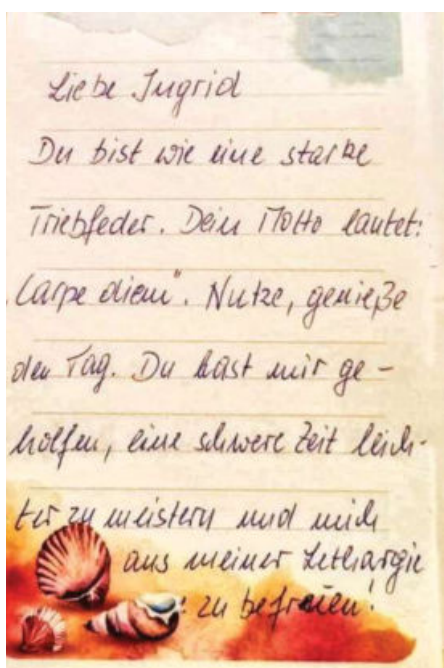 Liebe Ingrid
Du bist wie eine starke
Triebfeder. Dein Motto lautet:
"Carpe diem". Nutze, genieße
den Tag. Du hast mir ge-
holfen, eine schwere Zeit leich-
ter zu meistern und mich
aus meiner Lethargie
zu befreien!